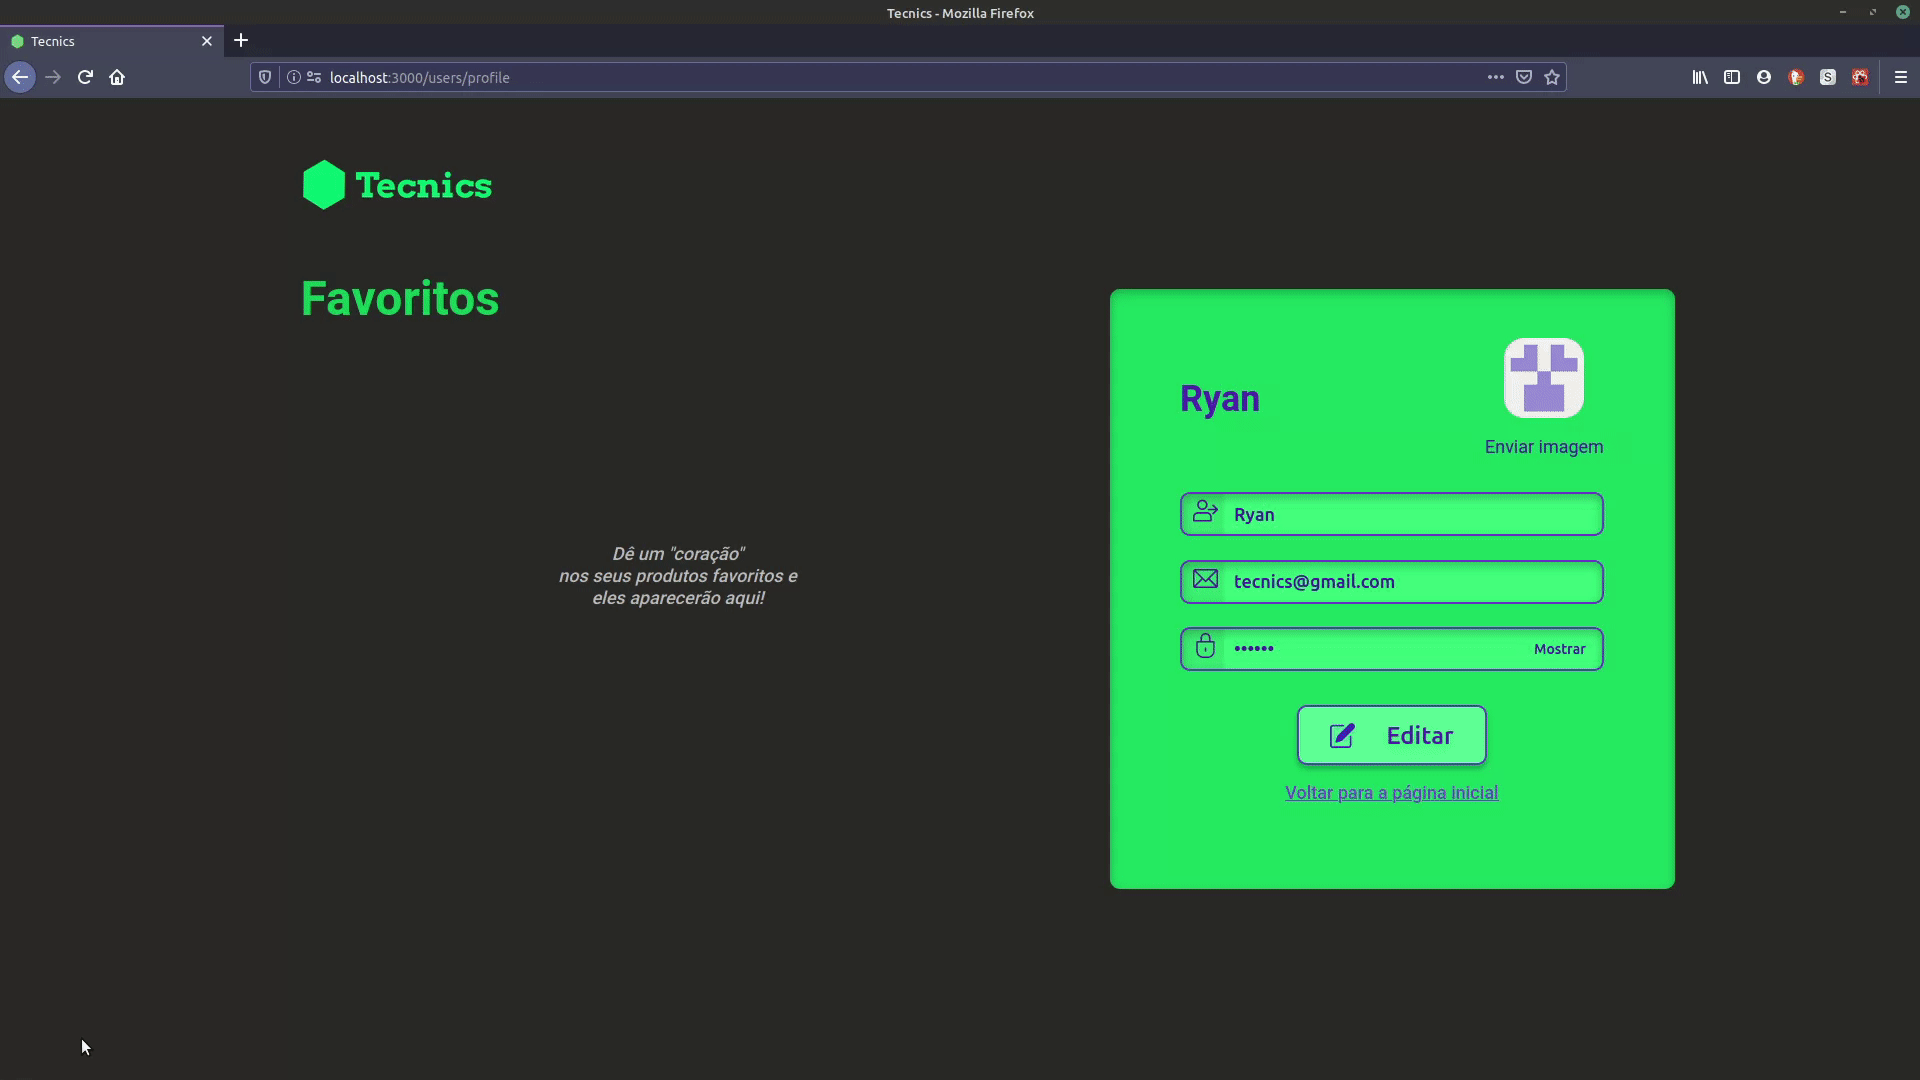 Tecnics - Mozilla Firefox
Tecnics
localhost:3000/users/profile
S
Tecnics
Favoritos
Dê um "coração"
nos seus produtos favoritos e
eles aparecerão aqui!
Ryan
Enviar imagem
Ryan
tecnics@gmail.com
•••••• Mostrar
Editar
Voltar para a página inicial